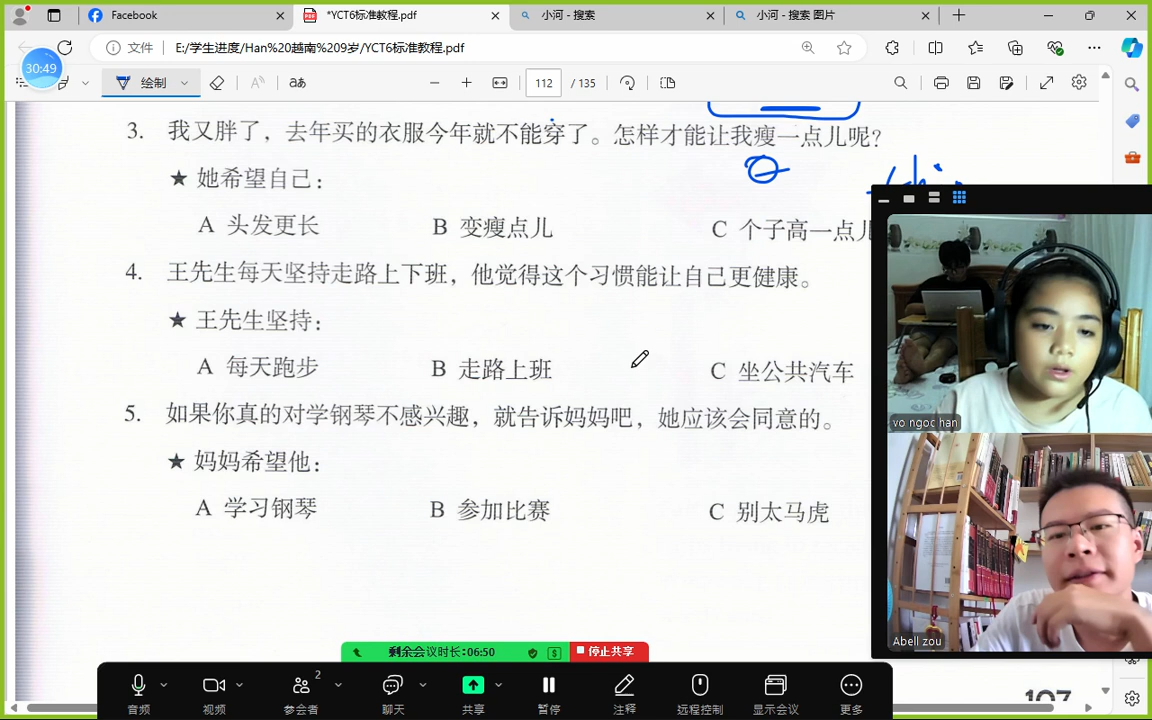 Facebook
*YCT6标准教程.pdf
小河 - 搜索
小河 - 搜索 图片
文件
E:/学生进度/Han%20越南%209岁/YCT6标准教程.pdf
30:49
绘制
aあ
112 / 135
3. 我又胖了，去年买的衣服今年就不能穿了。怎样才能让我瘦一点儿呢？
★ 她希望自己：
A 头发更长 B 变瘦点儿 C 个子高一点儿
4. 王先生每天坚持走路上下班，他觉得这个习惯能让自己更健康。
★ 王先生坚持：
A 每天跑步 B 走路上班 C 坐公共汽车
5. 如果你真的对学钢琴不感兴趣，就告诉妈妈吧，她应该会同意的。
★ 妈妈希望他：
A 学习钢琴 B 参加比赛 C 别太马虎
vo ngoc han
Abell zou
剩余会议时长：06:50
停止共享
2
音频 视频 参会者 聊天 共享 暂停 注释 远程控制 显示会议 更多
107